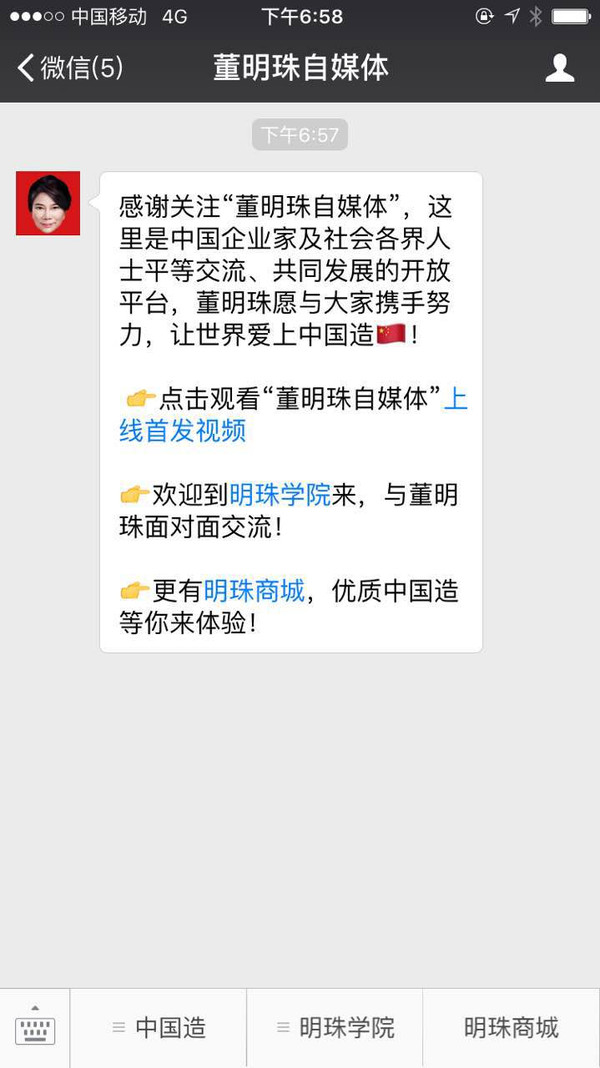 中国移动 4G 下午6:58
微信(5) 董明珠自媒体
下午6:57
感谢关注“董明珠自媒体”，这
里是中国企业家及社会各界人
士平等交流、共同发展的开放
平台，董明珠愿与大家携手努
力，让世界爱上中国造🇨🇳！
👉点击观看“董明珠自媒体”上
线首发视频
👉欢迎到明珠学院来，与董明
珠面对面交流！
👉更有明珠商城，优质中国造
等你来体验！
中国造 明珠学院 明珠商城